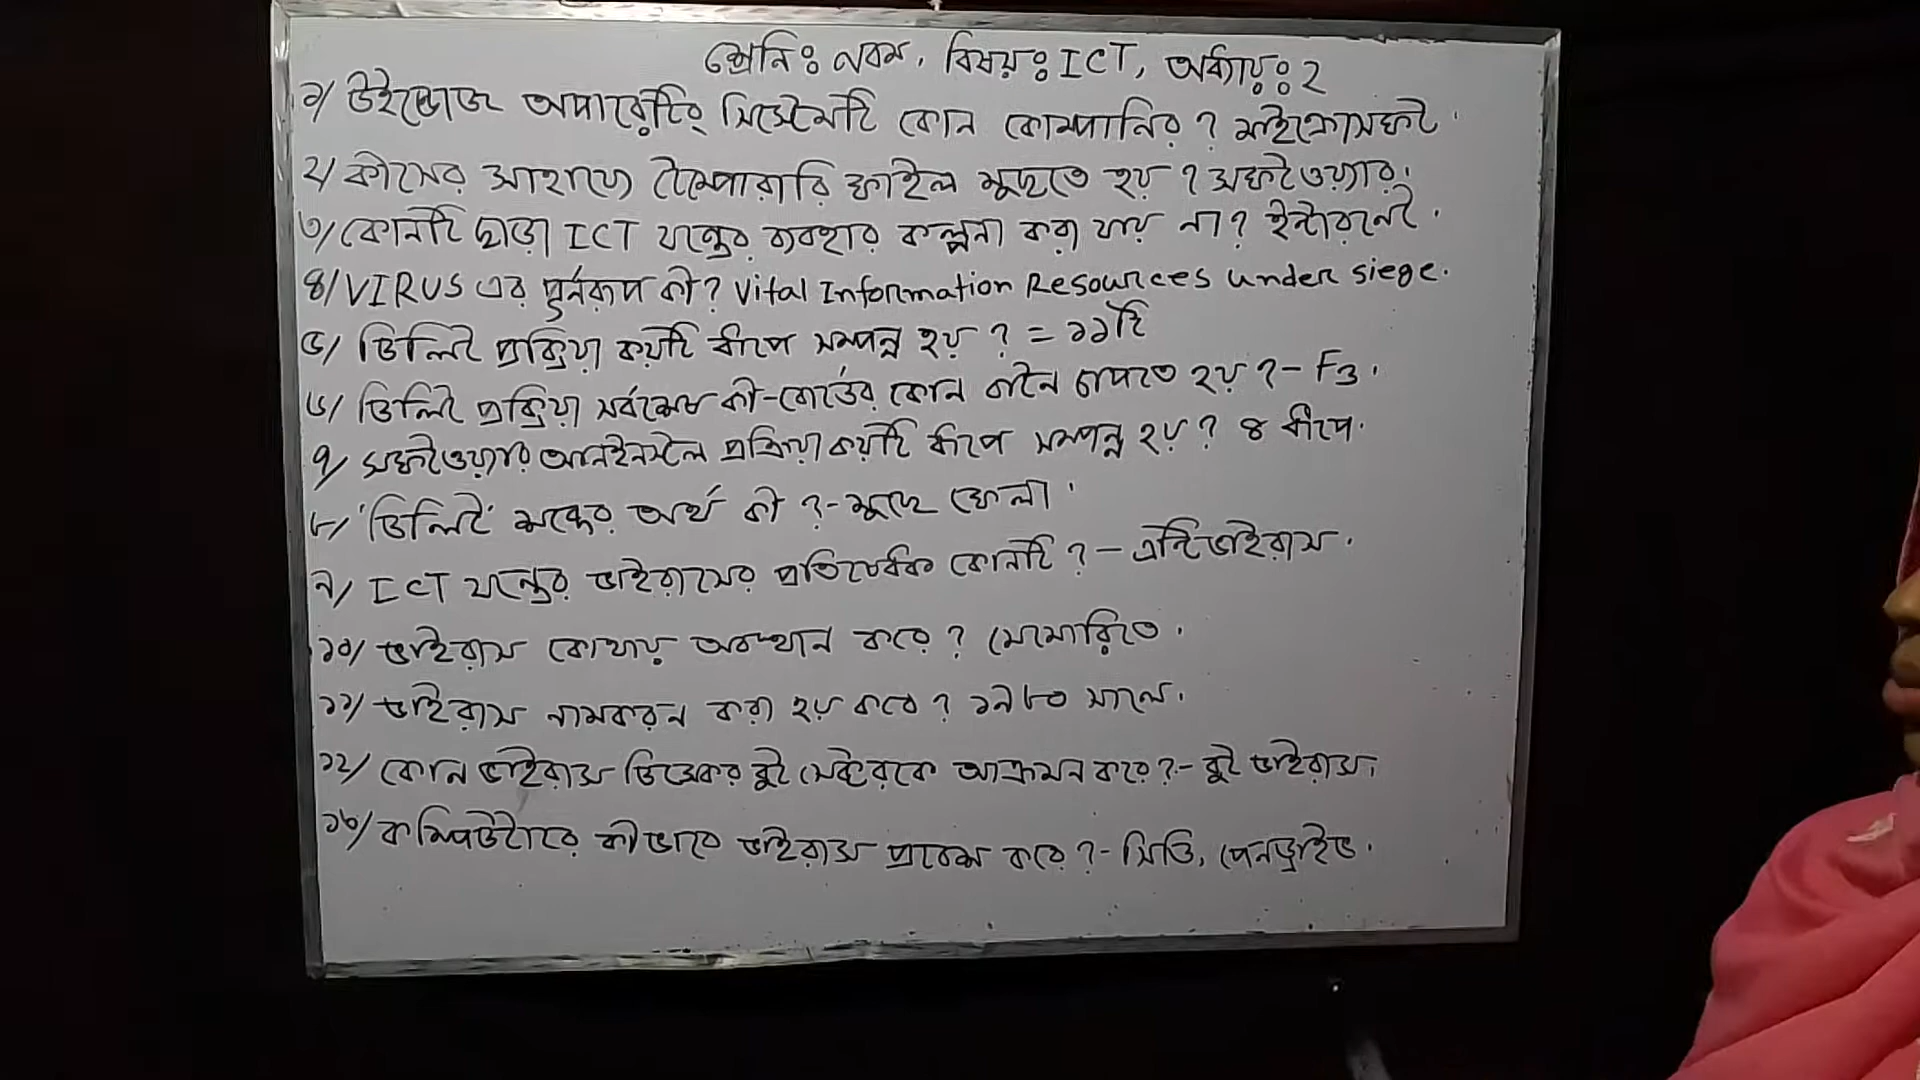 শ্রেনিঃ নবম, বিষয়ঃ ICT, অধ্যায়ঃ ২
১/ উইন্ডোজ অপারেটিং সিস্টেমটি কোন কোম্পানির ? মাইক্রোসফট.
২/ কীসের সাহায্যে টেম্পোরারি ফাইল মুছতে হয় ? সফটওয়্যার.
৩/ কোনটি ছাড়া ICT যন্ত্রের ব্যবহার কল্পনা করা যায় না ? ইন্টারনেট.
৪/ VIRUS এর পূর্নরূপ কী ? Vital Information Resources under siege.
৫/ ডিলিট প্রক্রিয়া কয়টি ধাপে সম্পন্ন হয় ? = ১১টি
৬/ ডিলিট প্রক্রিয়া সর্বশেষ কী-বোর্ডের কোন বাটন চাপতে হয় ? - F3.
৭/ সফটওয়্যার আনইনস্টল প্রক্রিয়া কয়টি ধাপে সম্পন্ন হয় ? ৪ ধাপে.
৮/ 'ডিলিট' শব্দের অর্থ কী ? - মুছে ফেলা.
৯/ ICT যন্ত্রের ভাইরাসের প্রতিষেধক কোনটি ? - এন্টিভাইরাস.
১০/ ভাইরাস কোথায় অবস্থান করে ? মেমোরিতে.
১১/ ভাইরাস নামকরন করা হয় কবে ? ১৯৮০ সালে.
১২/ কোন ভাইরাস ডিস্কের বুট সেক্টরকে আক্রমন করে ? - বুট ভাইরাস.
১৩/ কম্পিউটারে কীভাবে ভাইরাস প্রবেশ করে ? - সিডি, পেনড্রাইভ.